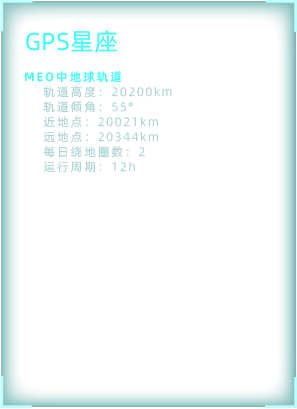 GPS星座
MEO中地球轨道
轨道高度：20200km
轨道倾角：55°
近地点：20021km
远地点：20344km
每日绕地圈数：2
运行周期：12h